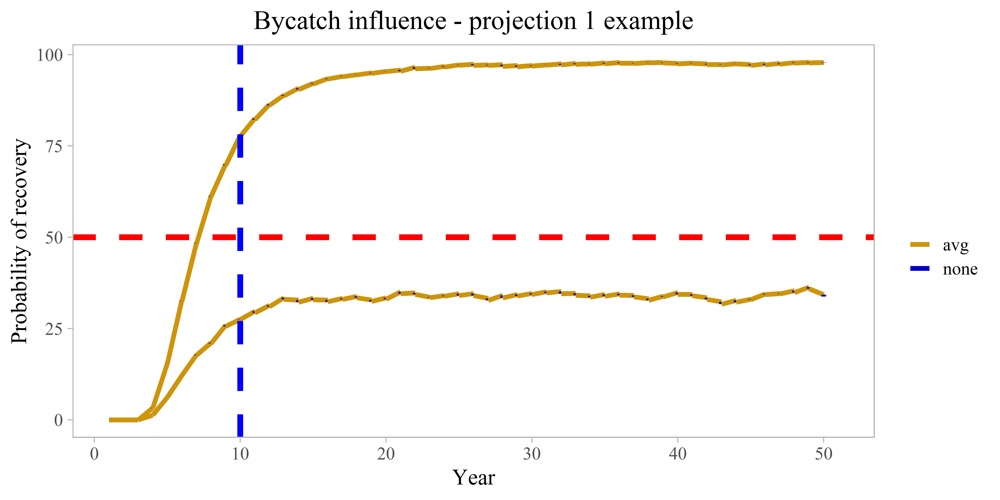 Bycatch influence - projection 1 example
Probability of recovery
100
75
50
25
0
0 10 20 30 40 50
Year
avg
none